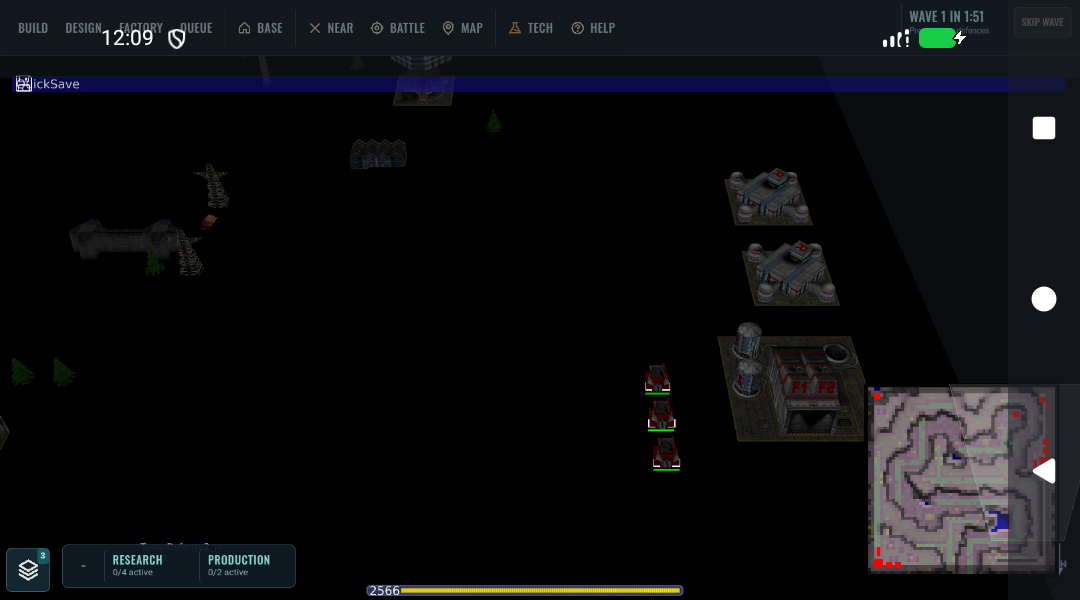 BUILD DESIGN FACTORY QUEUE BASE NEAR BATTLE MAP TECH HELP
WAVE 1 IN 1:51
SKIP WAVE
12:09
ickSave
F1 F2
3
-
RESEARCH
0/4 active
PRODUCTION
0/2 active
2566